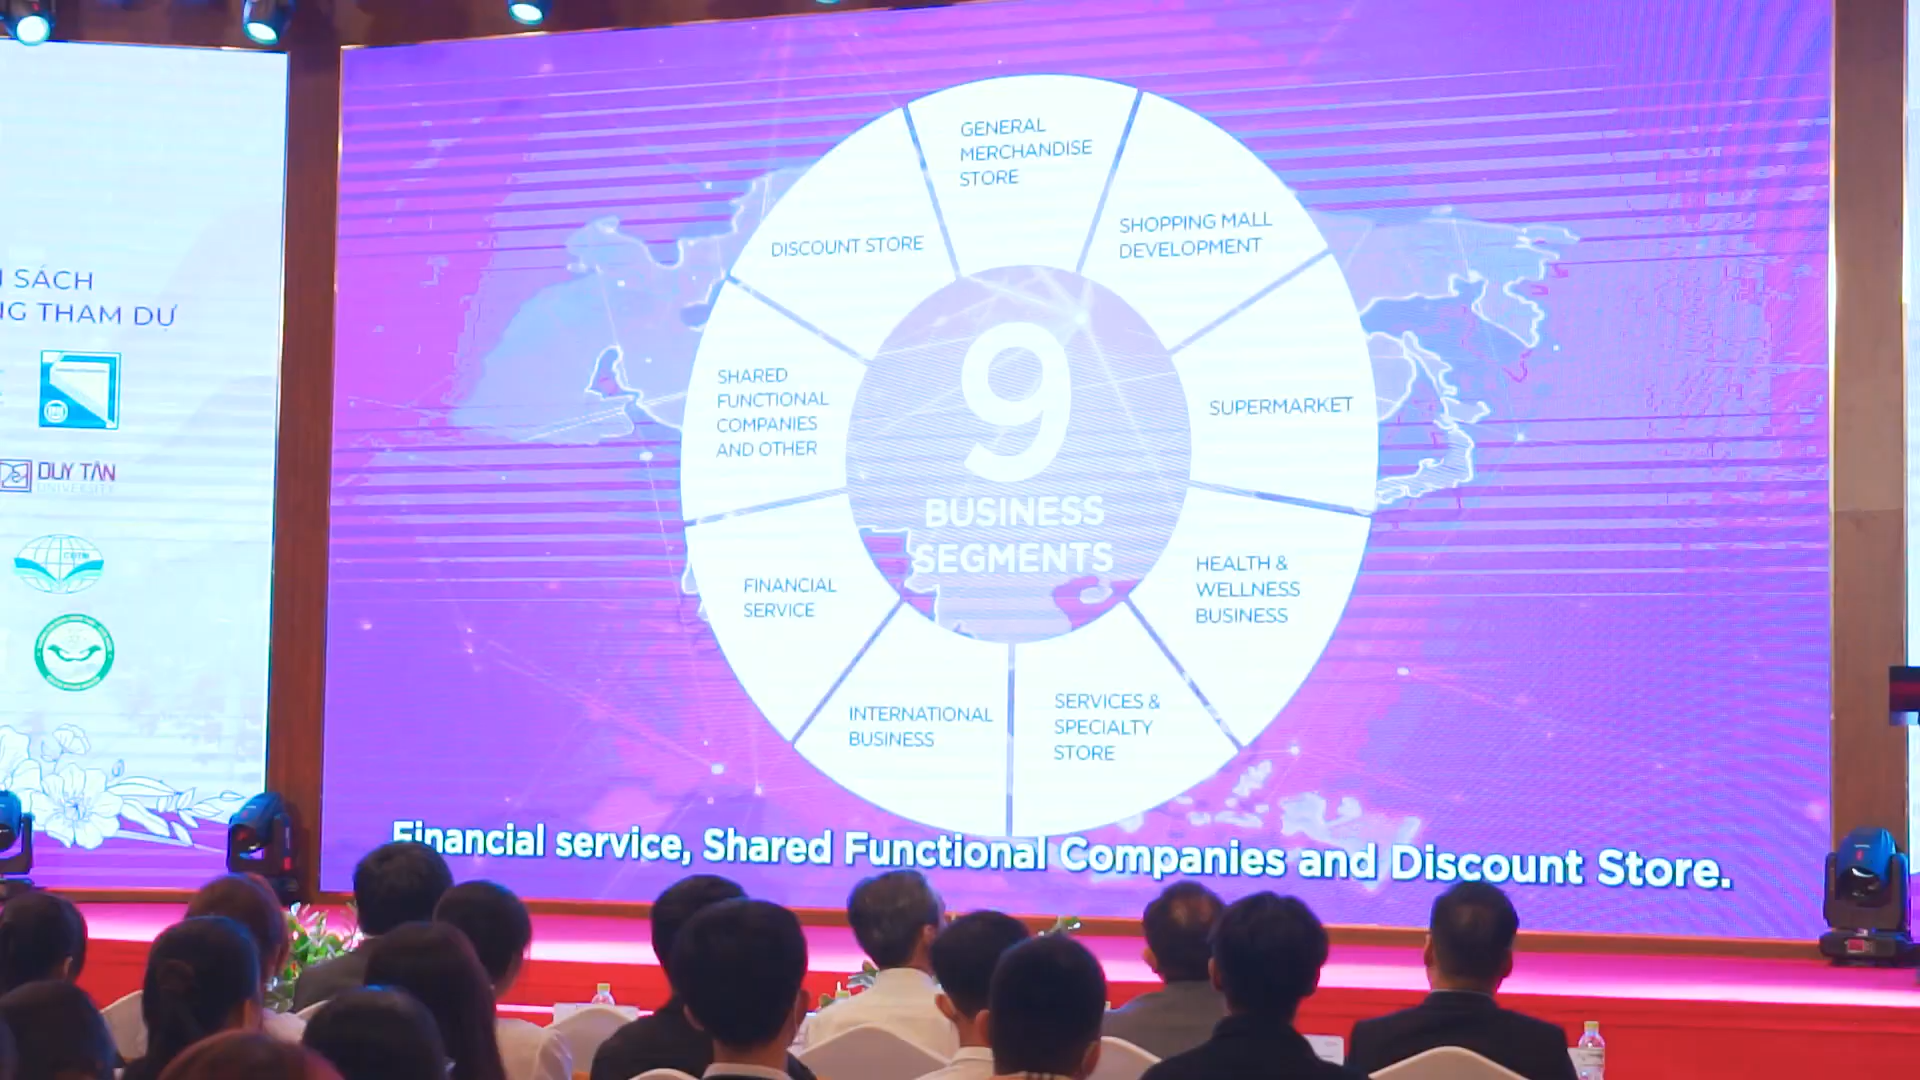 SÁCH
THAM DỰ
DUY TÂN
UNIVERSITY
GENERAL
MERCHANDISE
STORE
SHOPPING MALL
DEVELOPMENT
SUPERMARKET
HEALTH &
WELLNESS
BUSINESS
SERVICES &
SPECIALTY
STORE
INTERNATIONAL
BUSINESS
FINANCIAL
SERVICE
SHARED
FUNCTIONAL
COMPANIES
AND OTHER
DISCOUNT STORE
9
BUSINESS
SEGMENTS
Financial service, Shared Functional Companies and Discount Store.